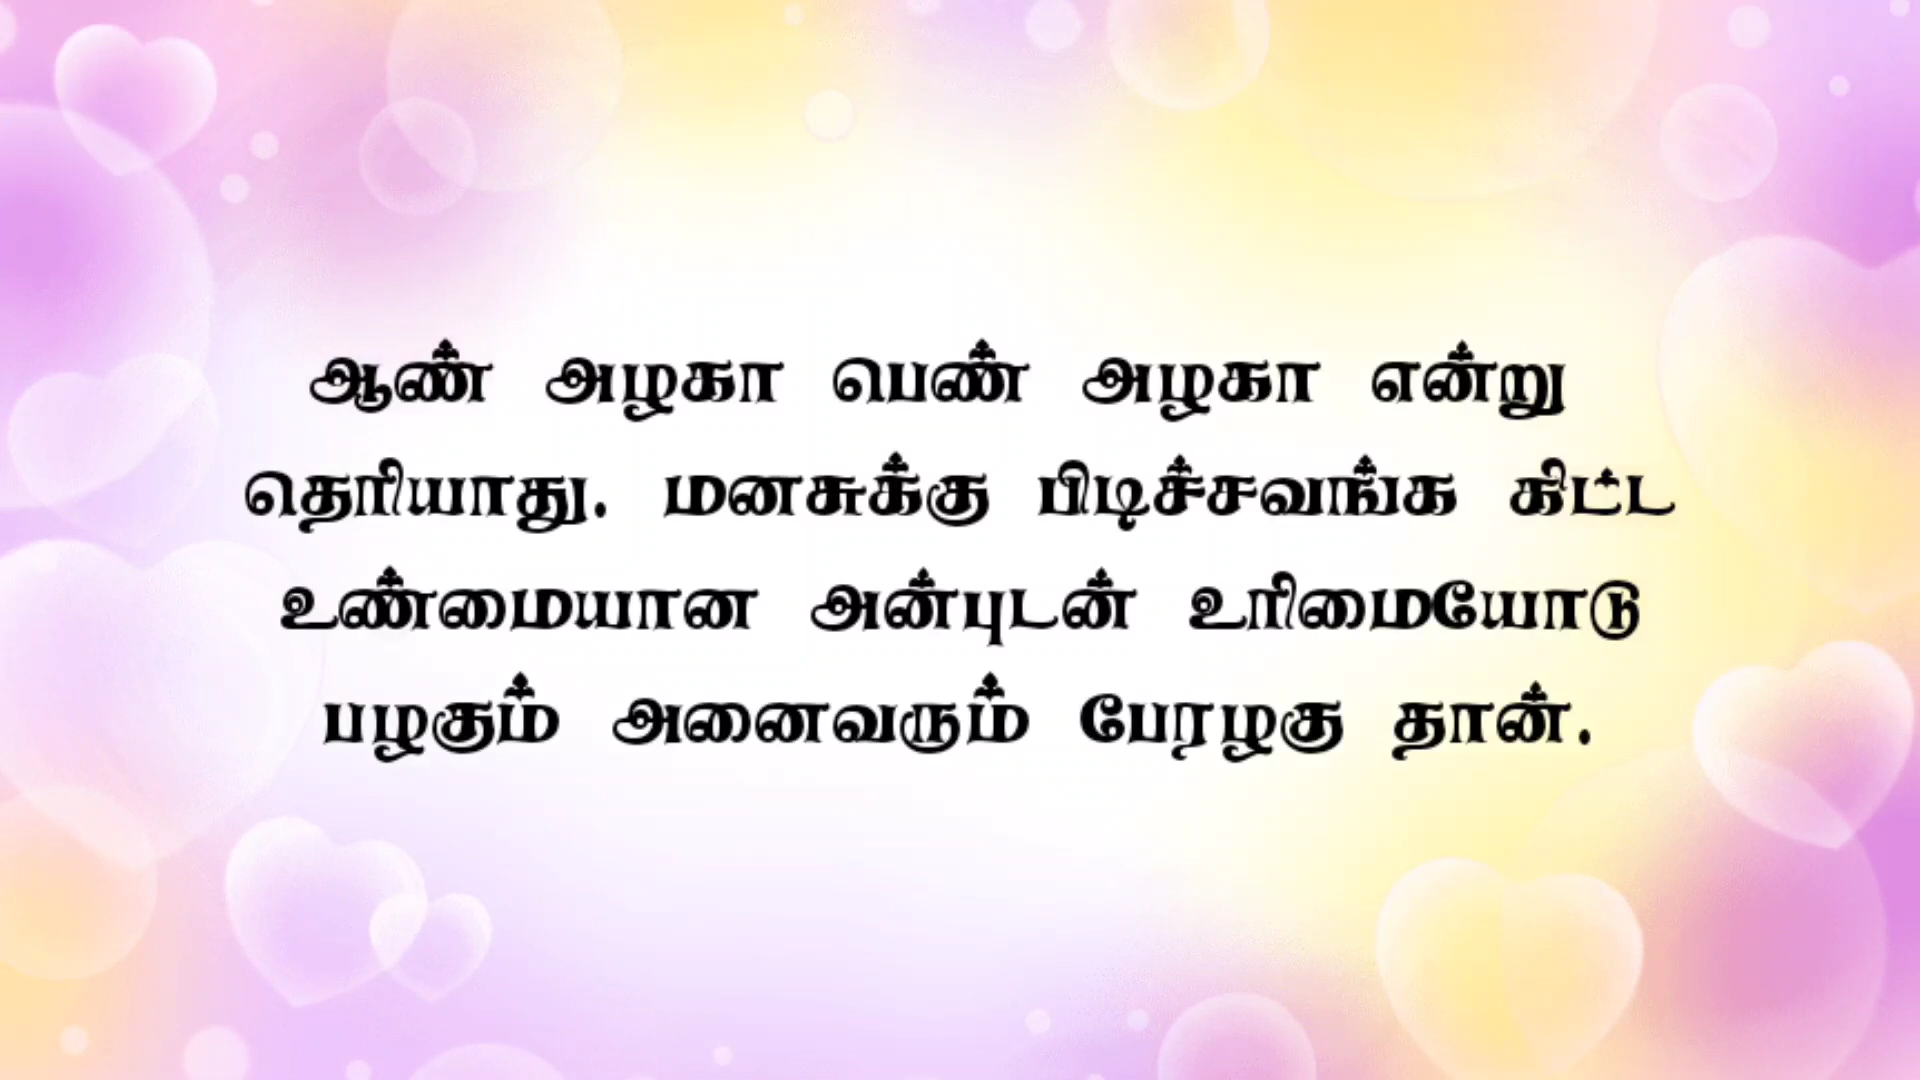 ஆண் அழகா பெண் அழகா என்று
தெரியாது. மனசுக்கு பிடிச்சவங்க கிட்ட
உண்மையான அன்புடன் உரிமையோடு
பழகும் அனைவரும் பேரழகு தான்.